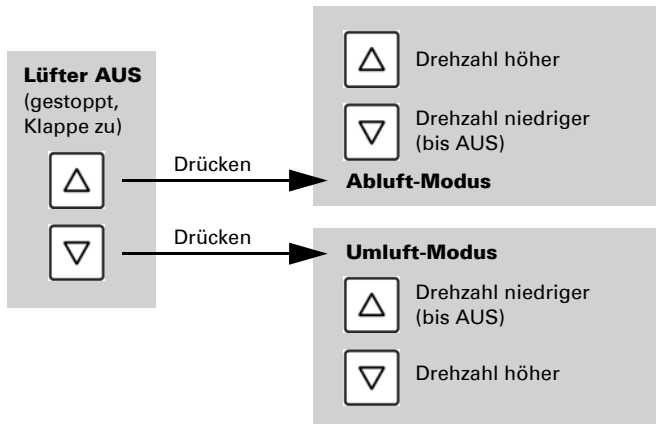 Lüfter AUS
(gestoppt,
Klappe zu)
Drücken
Drücken
Drehzahl höher
Drehzahl niedriger
(bis AUS)
Abluft-Modus
Umluft-Modus
Drehzahl niedriger
(bis AUS)
Drehzahl höher